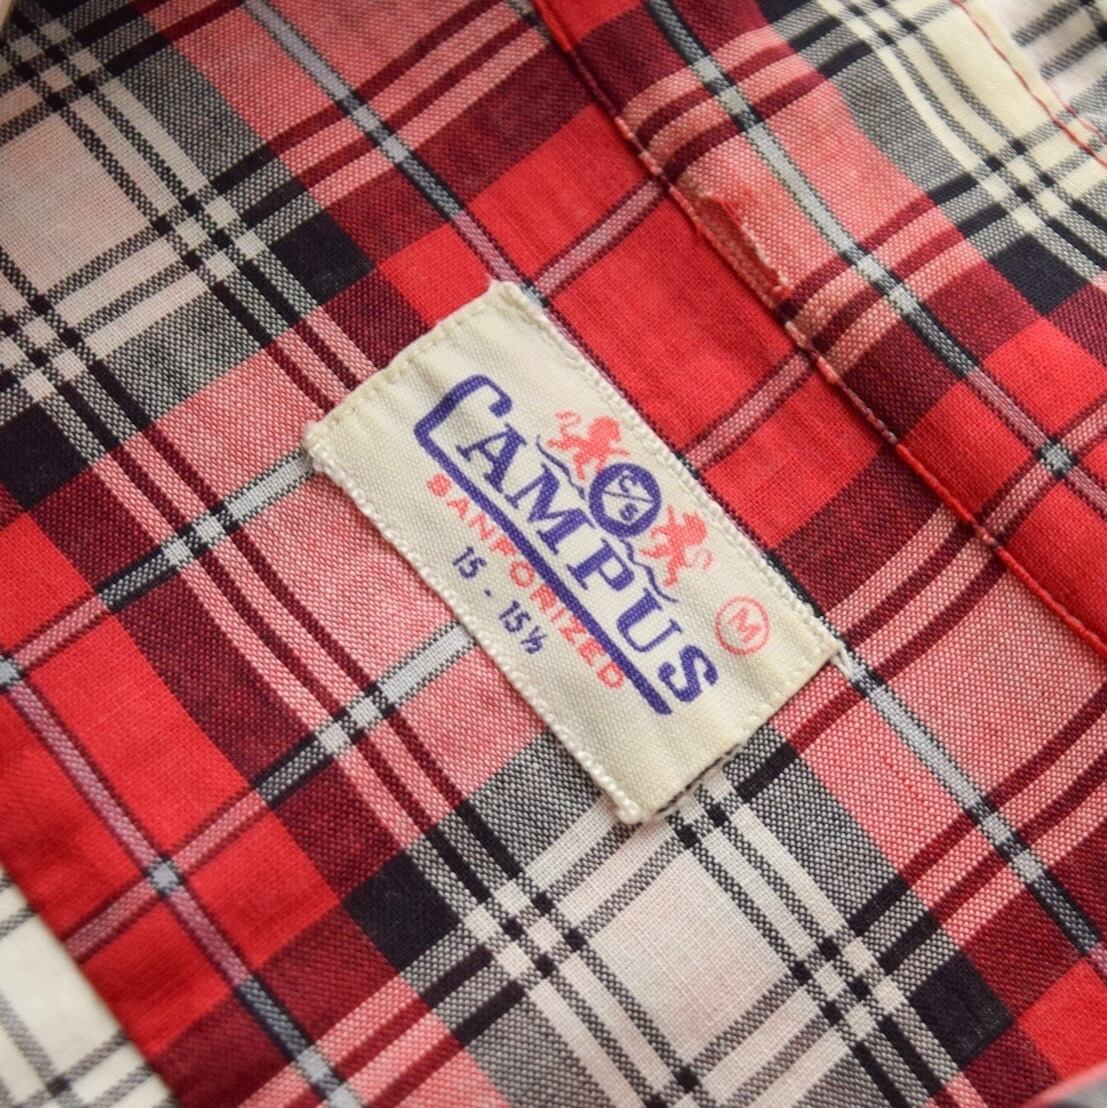 C/S
CAMPUS
SANFORIZED
15 - 15½
M